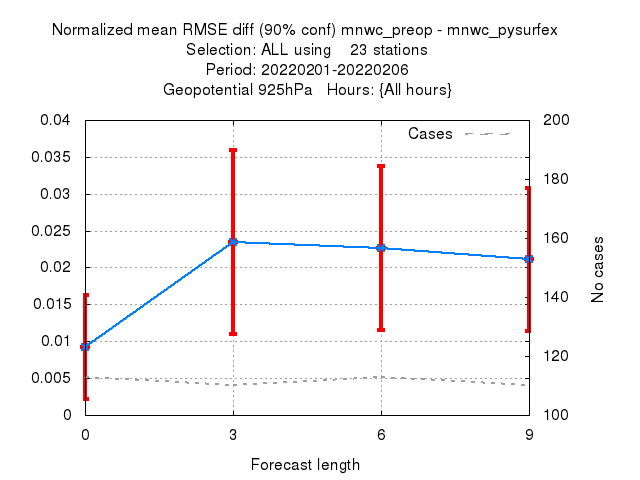 Normalized mean RMSE diff (90% conf) mnwc_preop - mnwc_pysurfex
Selection: ALL using    23 stations
Period: 20220201-20220206
Geopotential 925hPa   Hours: {All hours}
0.04
0.035
0.03
0.025
0.02
0.015
0.01
0.005
0
Cases
200
180
160
140
120
100
No cases
0 3 6 9
Forecast length